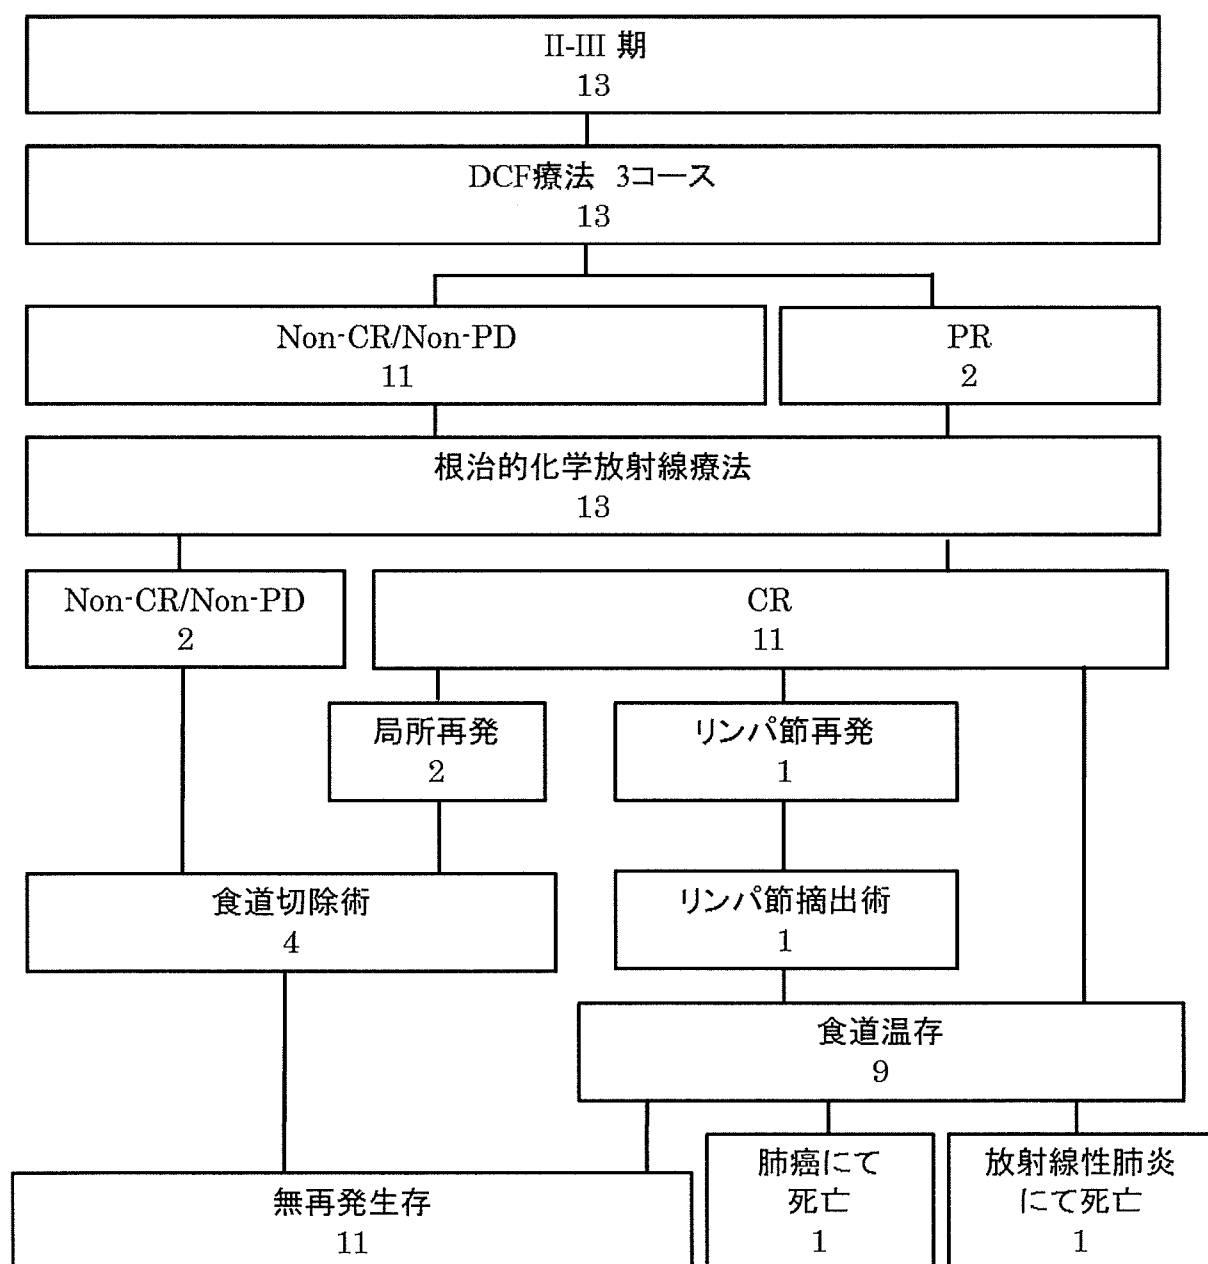 II-III 期
13
DCF療法 3コース
13
Non-CR/Non-PD
11
PR
2
根治的化学放射線療法
13
Non-CR/Non-PD
2
CR
11
局所再発
2
リンパ節再発
1
食道切除術
4
リンパ節摘出術
1
食道温存
9
無再発生存
11
肺癌にて
死亡
1
放射線性肺炎
にて死亡
1